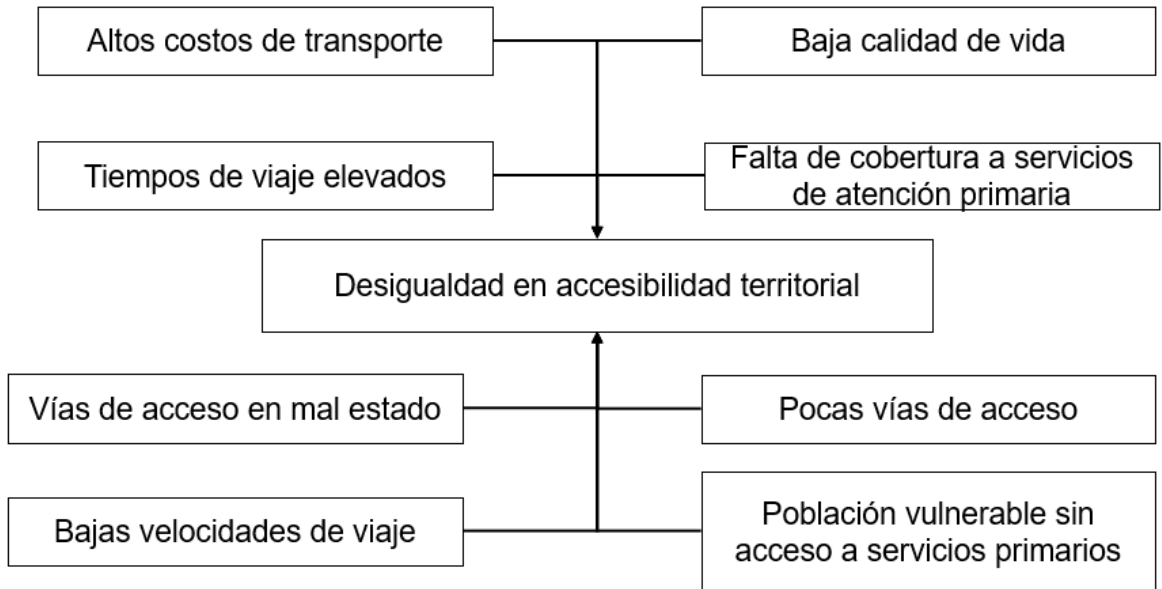 Altos costos de transporte
Baja calidad de vida
Tiempos de viaje elevados
Falta de cobertura a servicios
de atención primaria
Desigualdad en accesibilidad territorial
Vías de acceso en mal estado
Pocas vías de acceso
Bajas velocidades de viaje
Población vulnerable sin
acceso a servicios primarios